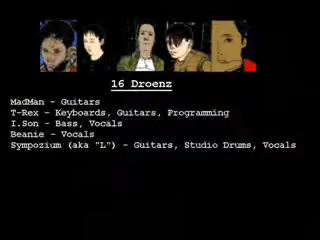 16 Droenz
MadMan - Guitars
T-Rex - Keyboards, Guitars, Programming
I.Son - Bass, Vocals
Beanie - Vocals
Sympozium (aka "L") - Guitars, Studio Drums, Vocals